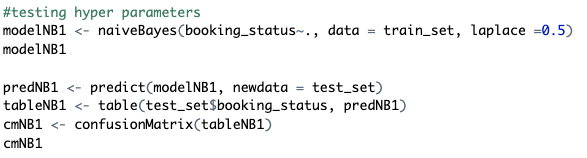 #testing hyper parameters
modelNB1 <- naiveBayes(booking_status~., data = train_set, laplace =0.5)
modelNB1
predNB1 <- predict(modelNB1, newdata = test_set)
tableNB1 <- table(test_set$booking_status, predNB1)
cmNB1 <- confusionMatrix(tableNB1)
cmNB1